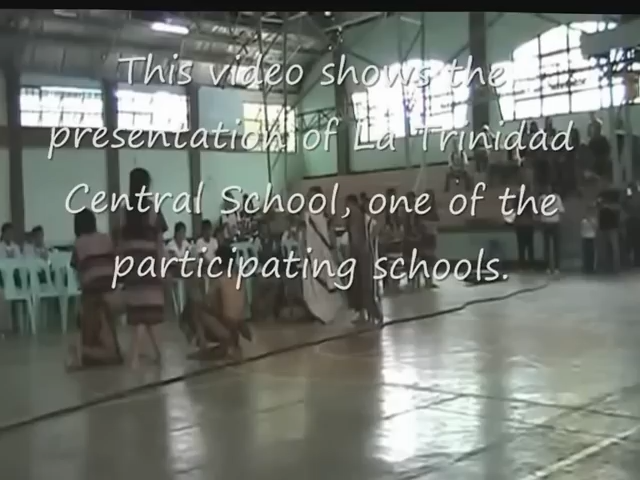 This video shows the
presentation of La Trinidad
Central School, one of the
participating schools.